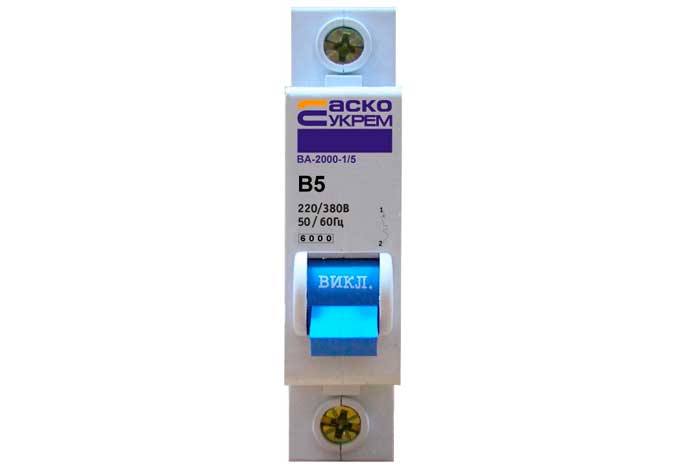 аско
УКРЕМ
ВА-2000-1/5
B5
220/380В
50 / 60Гц
6000
1
2
ВИКЛ.